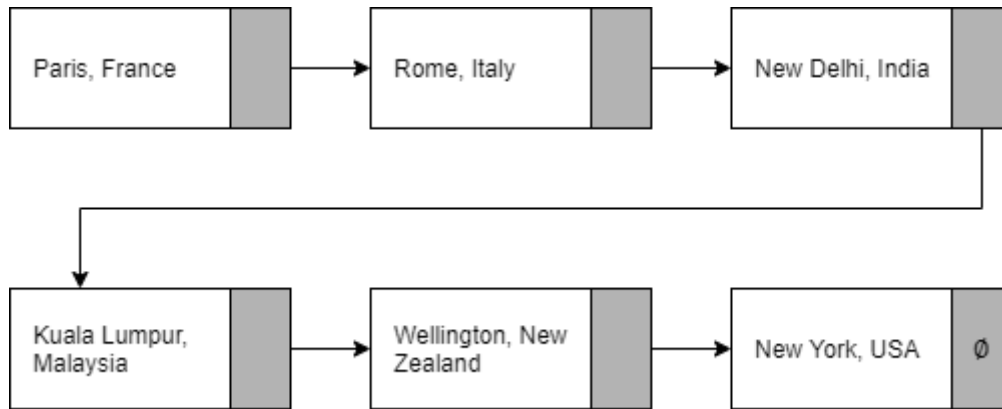 Paris, France
Rome, Italy
New Delhi, India
Kuala Lumpur,
Malaysia
Wellington, New
Zealand
New York, USA
Ø